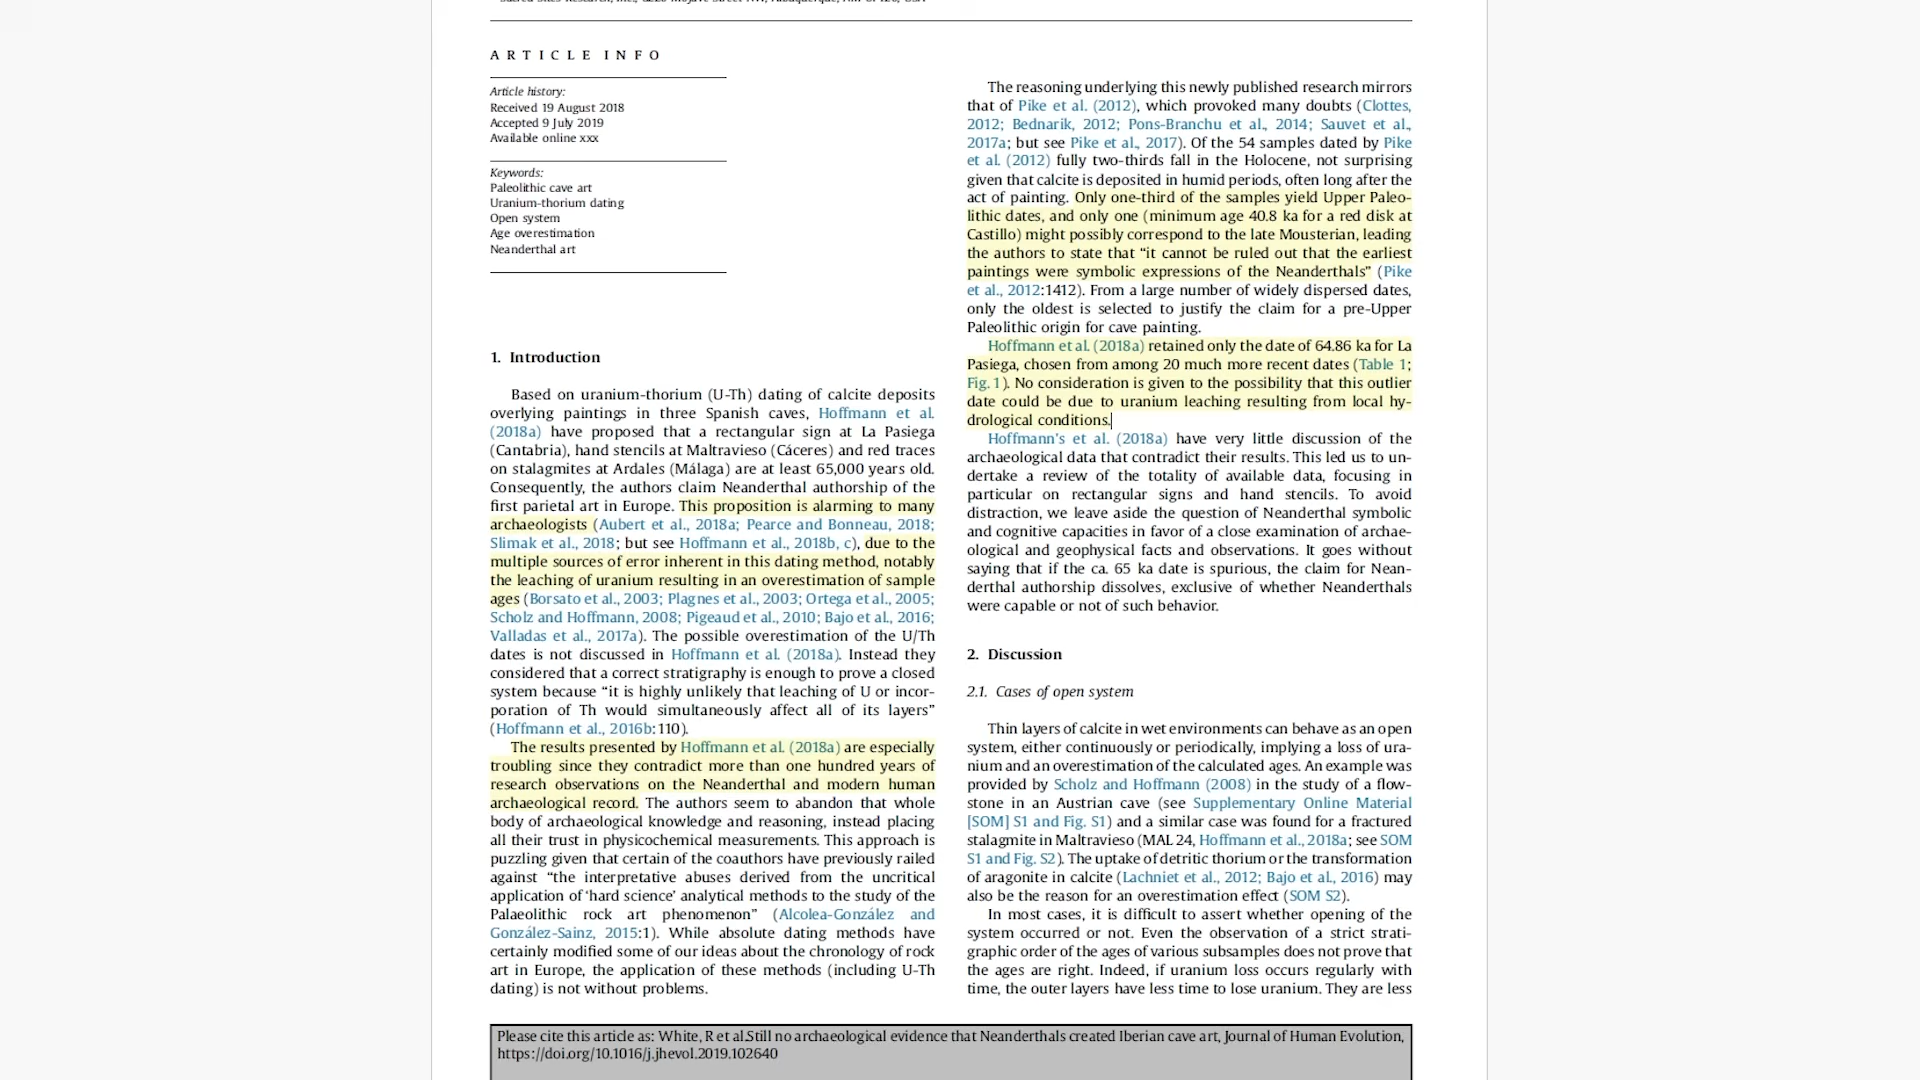 ARTICLE INFO
Article history:
Received 19 August 2018
Accepted 9 July 2019
Available online xxx
Keywords:
Paleolithic cave art
Uranium-thorium dating
Open system
Age overestimation
Neanderthal art
1. Introduction
Based on uranium-thorium (U-Th) dating of calcite deposits
overlying paintings in three Spanish caves, Hoffmann et al.
(2018a) have proposed that a rectangular sign at La Pasiega
(Cantabria), hand stencils at Maltravieso (Cáceres) and red traces
on stalagmites at Ardales (Málaga) are at least 65,000 years old.
Consequently, the authors claim Neanderthal authorship of the
first parietal art in Europe. This proposition is alarming to many
archaeologists (Aubert et al., 2018a; Pearce and Bonneau, 2018;
Slimak et al., 2018; but see Hoffmann et al., 2018b, c), due to the
multiple sources of error inherent in this dating method, notably
the leaching of uranium resulting in an overestimation of sample
ages (Borsato et al., 2003; Plagnes et al., 2003; Ortega et al., 2005;
Scholz and Hoffmann, 2008; Pigeaud et al., 2010; Bajo et al., 2016;
Valladas et al., 2017a). The possible overestimation of the U/Th
dates is not discussed in Hoffmann et al. (2018a). Instead they
considered that a correct stratigraphy is enough to prove a closed
system because “it is highly unlikely that leaching of U or incor-
poration of Th would simultaneously affect all of its layers”
(Hoffmann et al., 2016b:110).
The results presented by Hoffmann et al. (2018a) are especially
troubling since they contradict more than one hundred years of
research observations on the Neanderthal and modern human
archaeological record. The authors seem to abandon that whole
body of archaeological knowledge and reasoning, instead placing
all their trust in physicochemical measurements. This approach is
puzzling given that certain of the coauthors have previously railed
against “the interpretative abuses derived from the uncritical
application of ‘hard science’ analytical methods to the study of the
Palaeolithic rock art phenomenon” (Alcolea-González and
González-Sainz, 2015:1). While absolute dating methods have
certainly modified some of our ideas about the chronology of rock
art in Europe, the application of these methods (including U-Th
dating) is not without problems.
The reasoning underlying this newly published research mirrors
that of Pike et al. (2012), which provoked many doubts (Clottes,
2012; Bednarik, 2012; Pons-Branchu et al., 2014; Sauvet et al.,
2017a; but see Pike et al., 2017). Of the 54 samples dated by Pike
et al. (2012) fully two-thirds fall in the Holocene, not surprising
given that calcite is deposited in humid periods, often long after the
act of painting. Only one-third of the samples yield Upper Paleo-
lithic dates, and only one (minimum age 40.8 ka for a red disk at
Castillo) might possibly correspond to the late Mousterian, leading
the authors to state that “it cannot be ruled out that the earliest
paintings were symbolic expressions of the Neanderthals” (Pike
et al., 2012:1412). From a large number of widely dispersed dates,
only the oldest is selected to justify the claim for a pre-Upper
Paleolithic origin for cave painting.
Hoffmann et al. (2018a) retained only the date of 64.86 ka for La
Pasiega, chosen from among 20 much more recent dates (Table 1;
Fig. 1). No consideration is given to the possibility that this outlier
date could be due to uranium leaching resulting from local hy-
drological conditions.
Hoffmann's et al. (2018a) have very little discussion of the
archaeological data that contradict their results. This led us to un-
dertake a review of the totality of available data, focusing in
particular on rectangular signs and hand stencils. To avoid
distraction, we leave aside the question of Neanderthal symbolic
and cognitive capacities in favor of a close examination of archae-
ological and geophysical facts and observations. It goes without
saying that if the ca. 65 ka date is spurious, the claim for Nean-
derthal authorship dissolves, exclusive of whether Neanderthals
were capable or not of such behavior.
2. Discussion
2.1. Cases of open system
Thin layers of calcite in wet environments can behave as an open
system, either continuously or periodically, implying a loss of ura-
nium and an overestimation of the calculated ages. An example was
provided by Scholz and Hoffmann (2008) in the study of a flow-
stone in an Austrian cave (see Supplementary Online Material
[SOM] S1 and Fig. S1) and a similar case was found for a fractured
stalagmite in Maltravieso (MAL 24, Hoffmann et al., 2018a; see SOM
S1 and Fig. S2). The uptake of detritic thorium or the transformation
of aragonite in calcite (Lachniet et al., 2012; Bajo et al., 2016) may
also be the reason for an overestimation effect (SOM S2).
In most cases, it is difficult to assert whether opening of the
system occurred or not. Even the observation of a strict strati-
graphic order of the ages of various subsamples does not prove that
the ages are right. Indeed, if uranium loss occurs regularly with
time, the outer layers have less time to lose uranium. They are less
Please cite this article as: White, R et al.Still no archaeological evidence that Neanderthals created Iberian cave art, Journal of Human Evolution,
https://doi.org/10.1016/j.jhevol.2019.102640